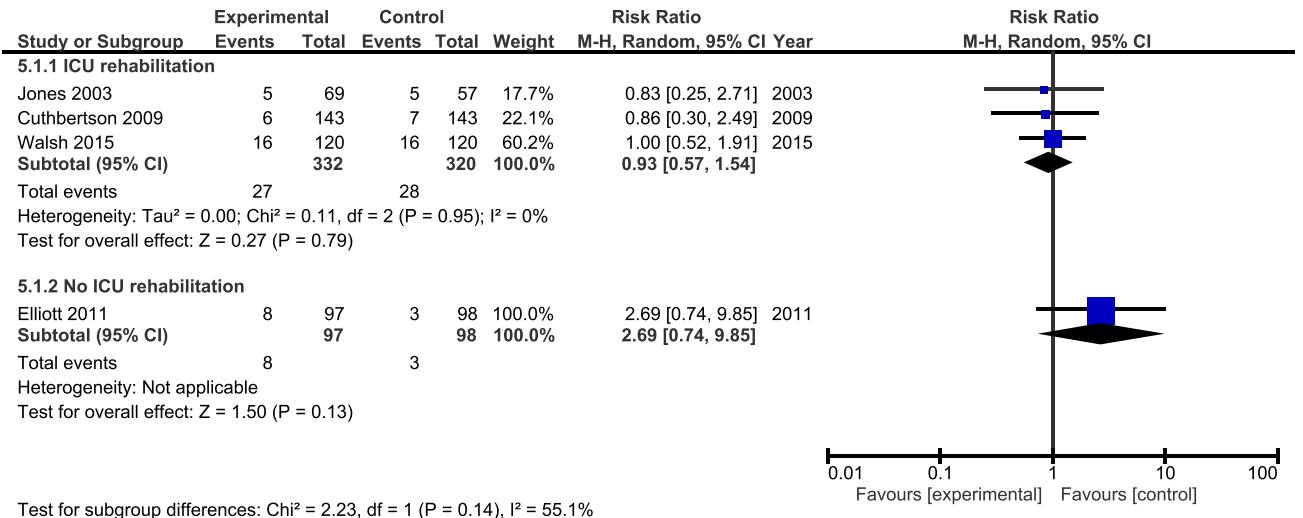 Experimental Control Risk Ratio Risk Ratio
Study or Subgroup Events Total Events Total Weight M-H, Random, 95% CI Year M-H, Random, 95% CI
5.1.1 ICU rehabilitation
Jones 2003 5 69 5 57 17.7% 0.83 [0.25, 2.71] 2003
Cuthbertson 2009 6 143 7 143 22.1% 0.86 [0.30, 2.49] 2009
Walsh 2015 16 120 16 120 60.2% 1.00 [0.52, 1.91] 2015
Subtotal (95% CI) 332 320 100.0% 0.93 [0.57, 1.54]
Total events 27 28
Heterogeneity: Tau² = 0.00; Chi² = 0.11, df = 2 (P = 0.95); I² = 0%
Test for overall effect: Z = 0.27 (P = 0.79)
5.1.2 No ICU rehabilitation
Elliott 2011 8 97 3 98 100.0% 2.69 [0.74, 9.85] 2011
Subtotal (95% CI) 97 98 100.0% 2.69 [0.74, 9.85]
Total events 8 3
Heterogeneity: Not applicable
Test for overall effect: Z = 1.50 (P = 0.13)
0.01 0.1 1 10 100
Favours [experimental] Favours [control]
Test for subgroup differences: Chi² = 2.23, df = 1 (P = 0.14), I² = 55.1%